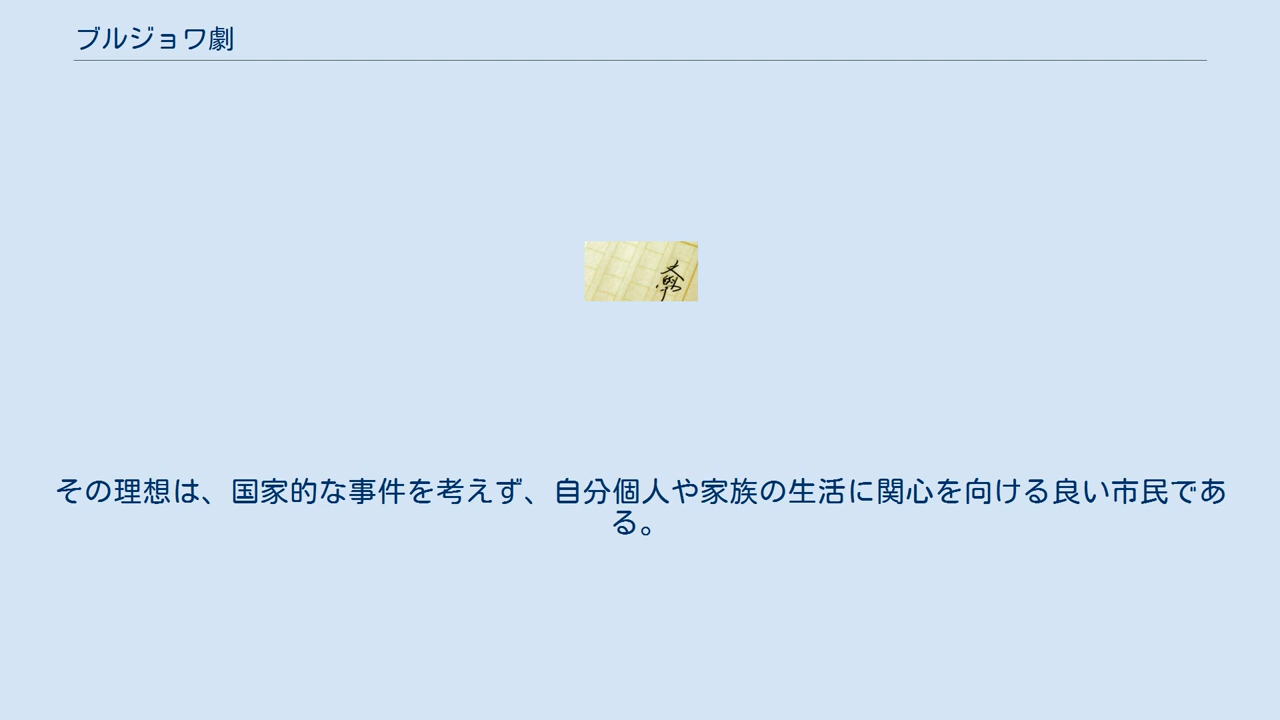 ブルジョワ劇
その理想は、国家的な事件を考えず、自分個人や家族の生活に関心を向ける良い市民であ
る。